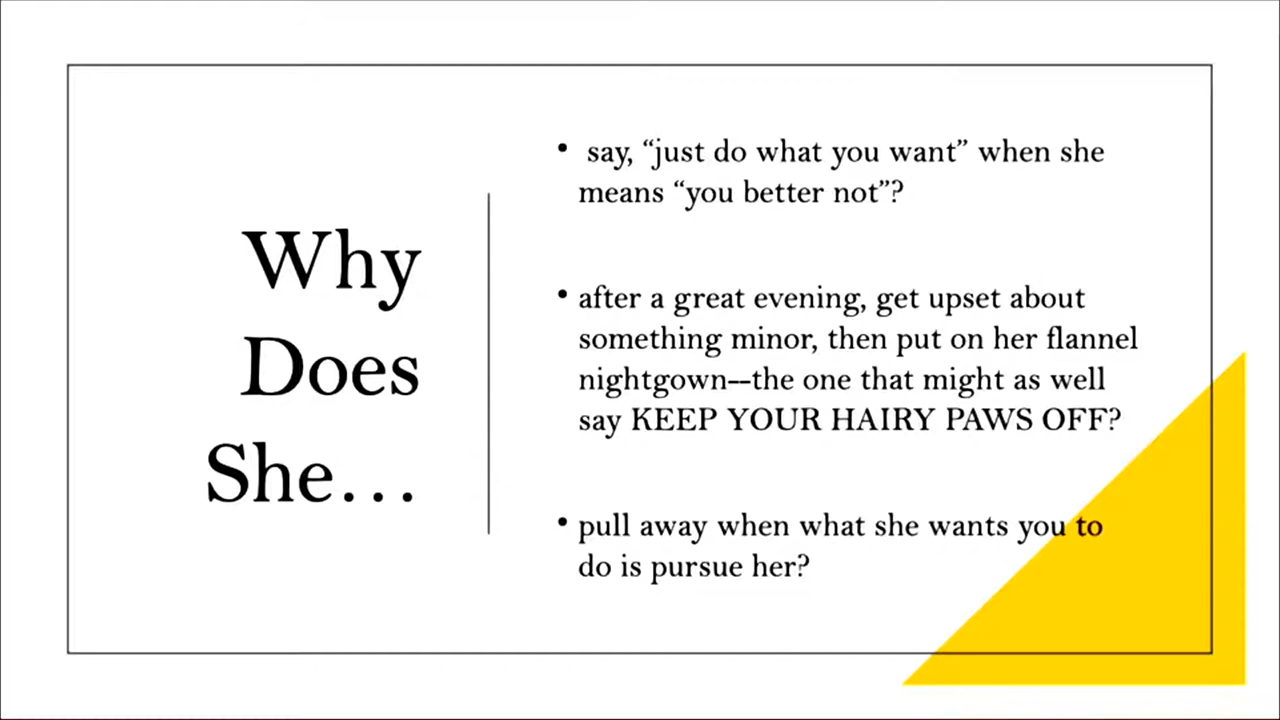 Why
Does
She…
• say, “just do what you want” when she
means “you better not”?
• after a great evening, get upset about
something minor, then put on her flannel
nightgown--the one that might as well
say KEEP YOUR HAIRY PAWS OFF?
• pull away when what she wants you to
do is pursue her?